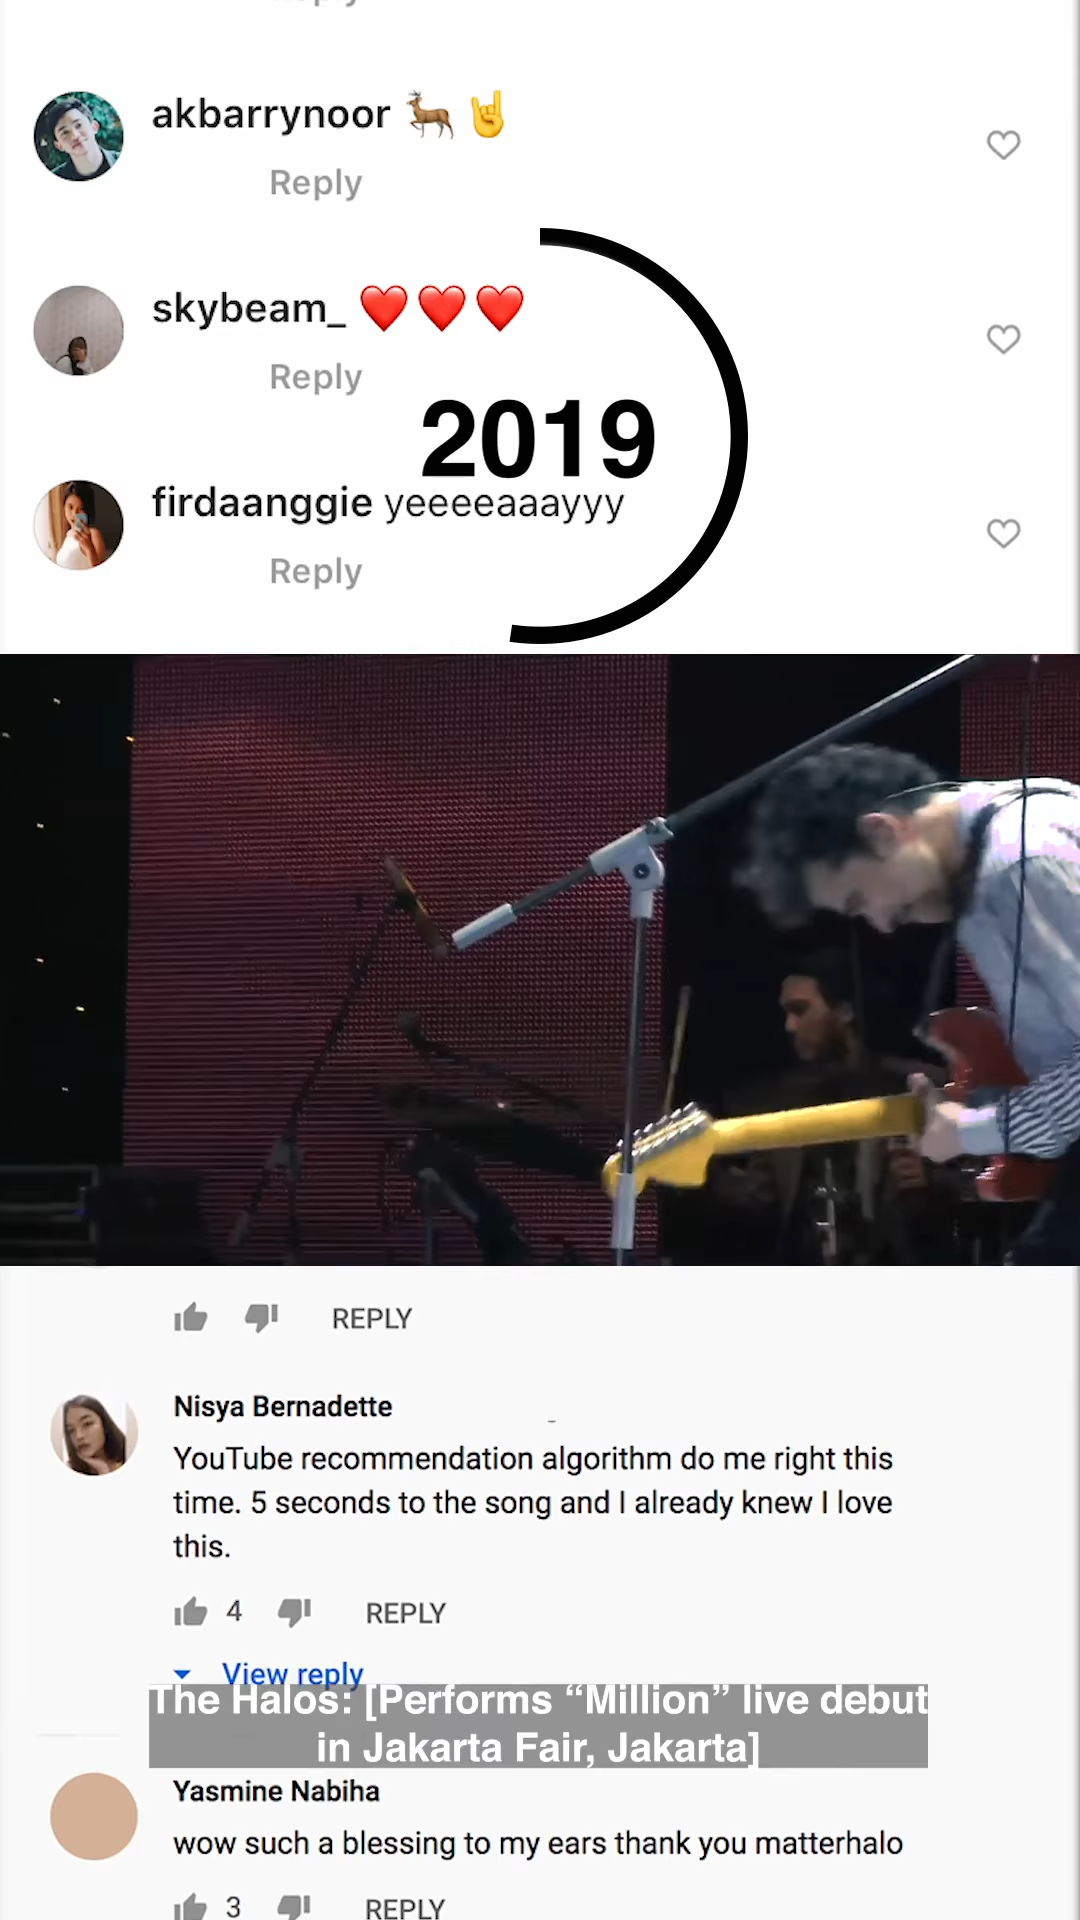 Reply
akbarrynoor 🦌 🤘
Reply
skybeam_ ❤️❤️❤️
Reply
2019
firdaanggie yeeeeaaayyy
Reply
REPLY
Nisya Bernadette
YouTube recommendation algorithm do me right this
time. 5 seconds to the song and I already knew I love
this.
4 REPLY
View reply
The Halos: [Performs “Million” live debut
in Jakarta Fair, Jakarta]
Yasmine Nabiha
wow such a blessing to my ears thank you matterhalo
3 REPLY